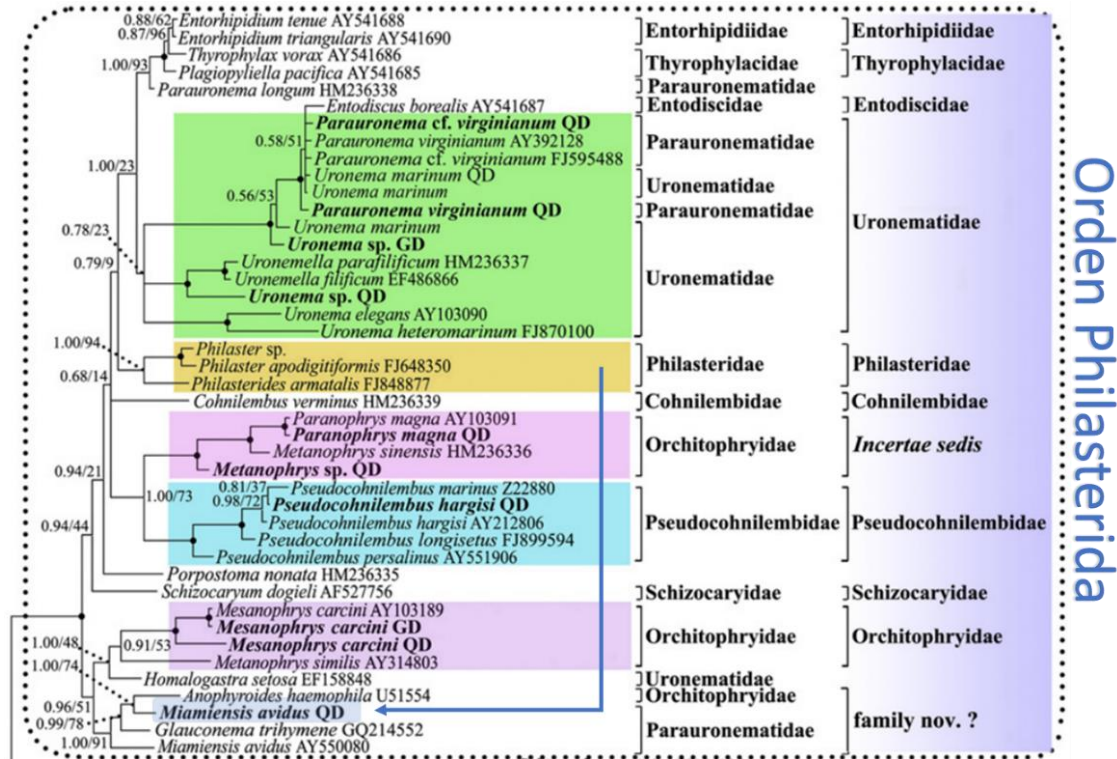 0.88/62
Entorhipidium tenue AY541688
0.87/96
Entorhipidium triangularis AY541690
Thyrophylax vorax AY541686
1.00/93
Plagiopyliella pacifica AY541685
Parauronema longum HM236338
Entodiscus borealis AY541687
Parauronema cf. virginianum QD
0.58/51
Parauronema virginianum AY392128
Parauronema cf. virginianum FJ595488
1.00/23
Uronema marinum QD
Uronema marinum
0.56/53
Parauronema virginianum QD
Uronema marinum
0.78/23
Uronema sp. GD
0.79/9
Uronemella parafilificum HM236337
Uronemella filificum EF486866
Uronema sp. QD
Uronema elegans AY103090
Uronema heteromarinum FJ870100
1.00/94
Philaster sp.
Philaster apodigitiformis FJ648350
0.68/14
Philasterides armatalis FJ848877
Cohnilembus verminus HM236339
Paranophrys magna AY103091
Paranophrys magna QD
Metanophrys sinensis HM236336
0.94/21
Metanophrys sp. QD
0.81/37
Pseudocohnilembus marinus Z22880
1.00/73
0.98/72
Pseudocohnilembus hargisi QD
0.94/44
Pseudocohnilembus hargisi AY212806
Pseudocohnilembus longisetus FJ899594
Pseudocohnilembus persalinus AY551906
Porpostoma nonata HM236335
Schizocaryum dogieli AF527756
Mesanophrys carcini AY103189
Mesanophrys carcini GD
1.00/48
0.91/53
Mesanophrys carcini QD
1.00/74
Metanophrys similis AY314803
Homalogastra setosa EF158848
Anophyroides haemophila U51554
0.96/51
Miamiensis avidus QD
0.99/78
Glauconema trihymene GQ214552
1.00/91
Miamiensis avidus AY550080
Entorhipidiidae
Thyrophylacidae
Parauronematidae
Entodiscidae
Parauronematidae
Uronematidae
Parauronematidae
Uronematidae
Philasteridae
Cohnilembidae
Orchitophryidae
Pseudocohnilembidae
Schizocaryidae
Orchitophryidae
Uronematidae
Orchitophryidae
Parauronematidae
Entorhipidiidae
Thyrophylacidae
Entodiscidae
Uronematidae
Philasteridae
Cohnilembidae
Incertae sedis
Pseudocohnilembidae
Schizocaryidae
Orchitophryidae
family nov. ?
Orden Philasterida